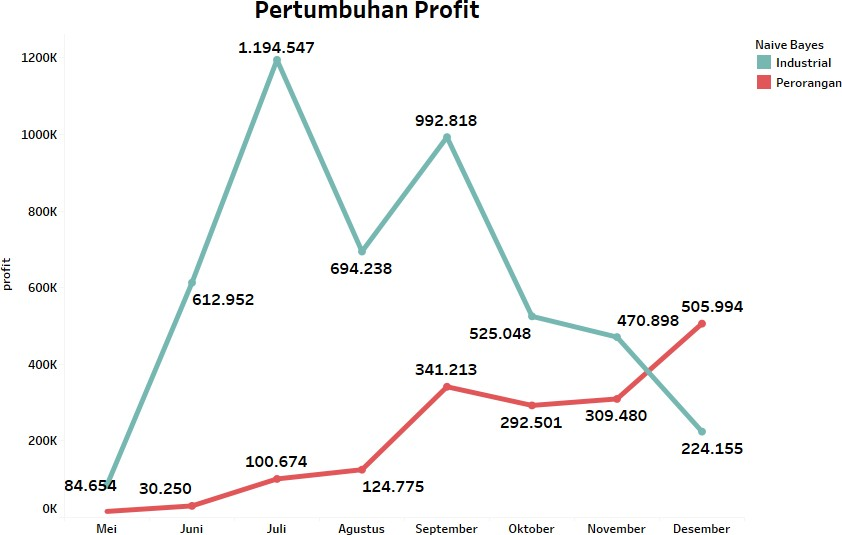 Pertumbuhan Profit
Naive Bayes
Industrial
Perorangan
1200K
1000K
800K
600K
400K
200K
0K
profit
1.194.547
992.818
694.238
612.952
525.048
470.898
505.994
341.213
292.501
309.480
224.155
84.654
30.250
100.674
124.775
Mei
Juni
Juli
Agustus
September
Oktober
November
Desember